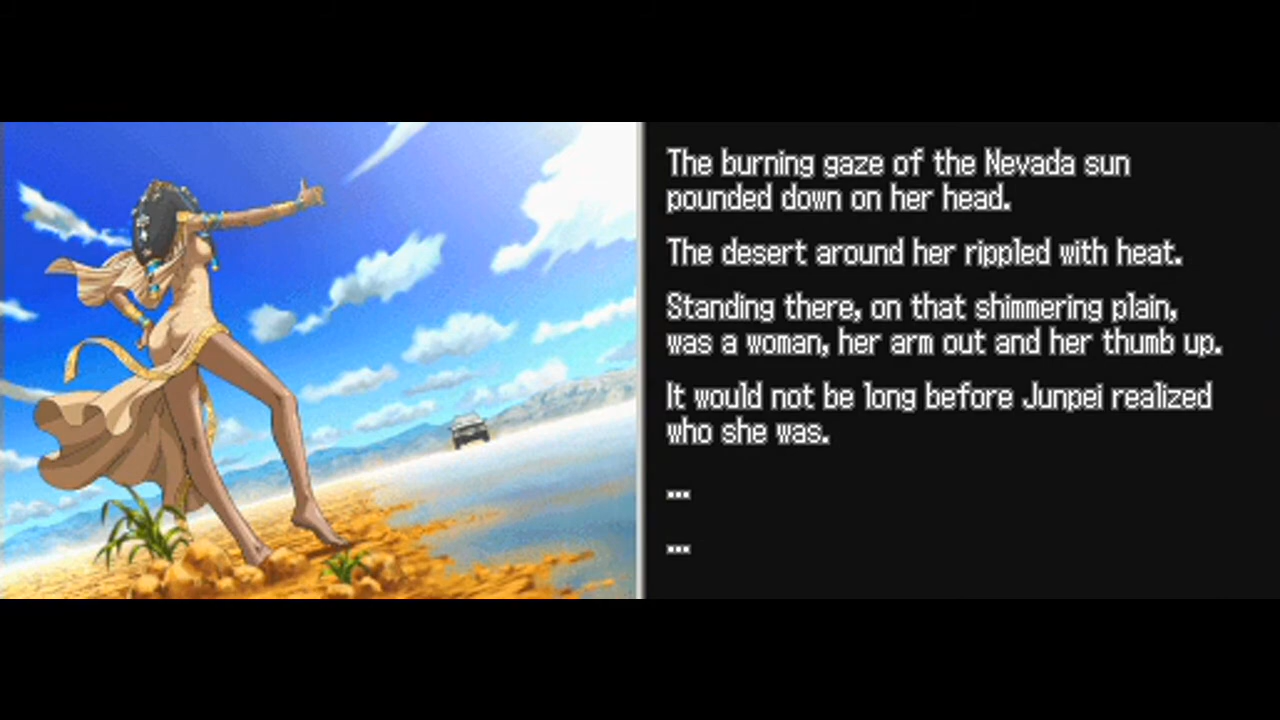 The burning gaze of the Nevada sun
pounded down on her head.
The desert around her rippled with heat.
Standing there, on that shimmering plain,
was a woman, her arm out and her thumb up.
It would not be long before Junpei realized
who she was.
...
...